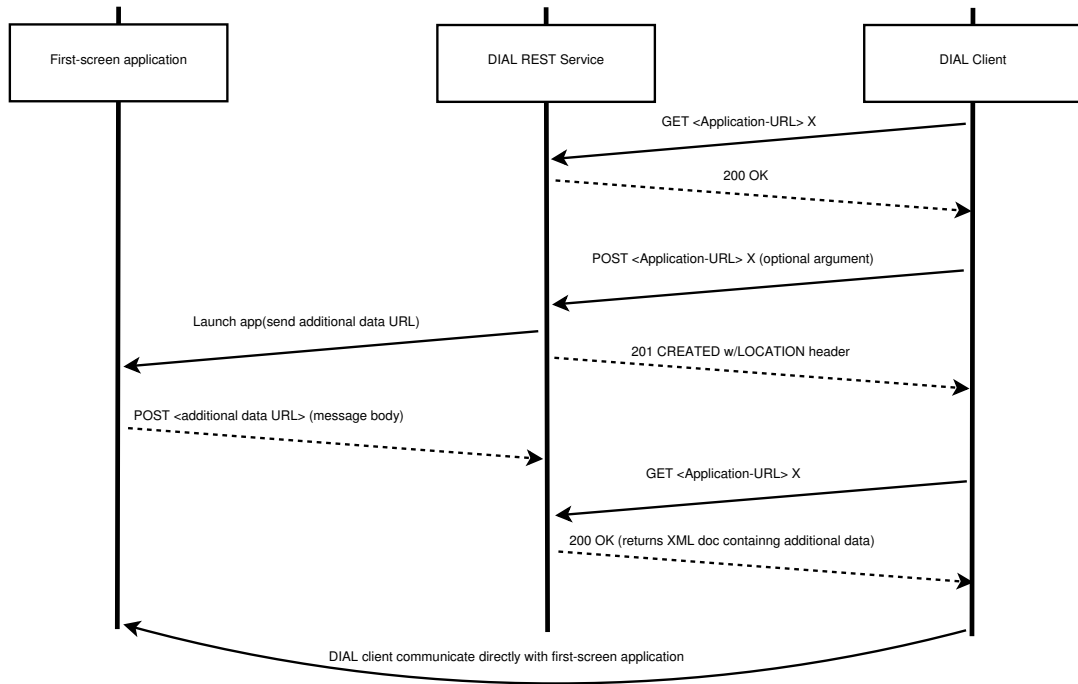 First-screen application
DIAL REST Service
DIAL Client
GET <Application-URL> X
200 OK
POST <Application-URL> X (optional argument)
Launch app(send additional data URL)
201 CREATED w/LOCATION header
POST <additional data URL> (message body)
GET <Application-URL> X
200 OK (returns XML doc containng additional data)
DIAL client communicate directly with first-screen application